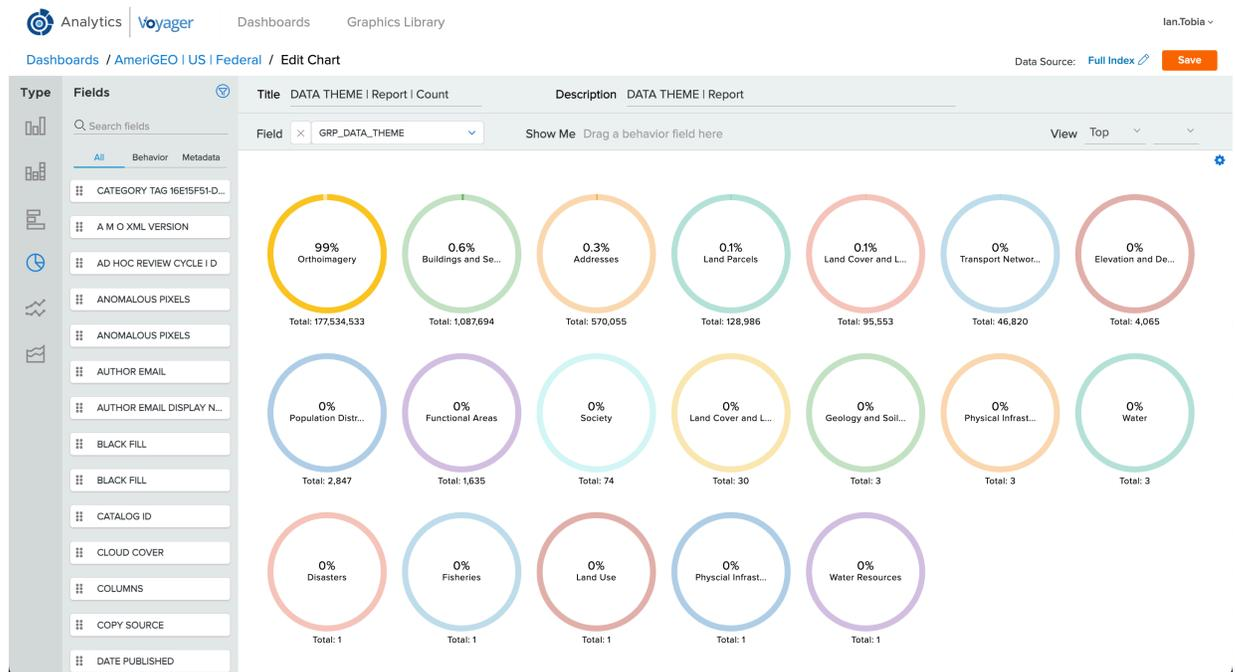 Analytics Voyager Dashboards Graphics Library Ian.Tobia
Dashboards / AmeriGEO | US | Federal / Edit Chart
Data Source: Full Index Save
Type
Fields
Search fields
All Behavior Metadata
CATEGORY TAG 16E15F51-D...
A M O XML VERSION
AD HOC REVIEW CYCLE I D
ANOMALOUS PIXELS
ANOMALOUS PIXELS
AUTHOR EMAIL
AUTHOR EMAIL DISPLAY N...
BLACK FILL
BLACK FILL
CATALOG ID
CLOUD COVER
COLUMNS
COPY SOURCE
DATE PUBLISHED
Title DATA THEME | Report | Count Description DATA THEME | Report
Field GRP_DATA_THEME Show Me Drag a behavior field here View Top
99% 0.6% 0.3% 0.1% 0.1% 0% 0%
Orthoimagery Buildings and Se... Addresses Land Parcels Land Cover and L... Transport Networ... Elevation and De...
Total: 177,534,533 Total: 1,087,694 Total: 570,055 Total: 128,986 Total: 95,553 Total: 46,820 Total: 4,065
0% 0% 0% 0% 0% 0% 0%
Population Distr... Functional Areas Society Land Cover and L... Geology and Soil... Physical Infrast... Water
Total: 2,847 Total: 1,635 Total: 74 Total: 30 Total: 3 Total: 3 Total: 3
0% 0% 0% 0% 0%
Disasters Fisheries Land Use Physcial Infrast... Water Resources
Total: 1 Total: 1 Total: 1 Total: 1 Total: 1